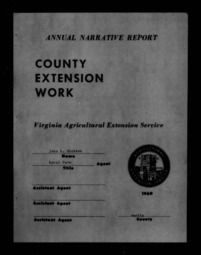 ANNUAL NARRATIVE REPORT
COUNTY
EXTENSION
WORK
Virginia Agricultural Extension Service
Name
Agent
Title
Assistant Agent
1960
Assistant Agent
County
Assistant Agent